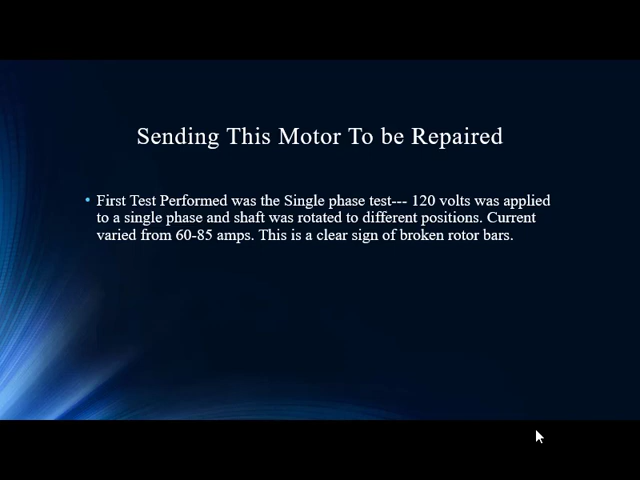 Sending This Motor To be Repaired
• First Test Performed was the Single phase test--- 120 volts was applied
to a single phase and shaft was rotated to different positions. Current
varied from 60-85 amps. This is a clear sign of broken rotor bars.